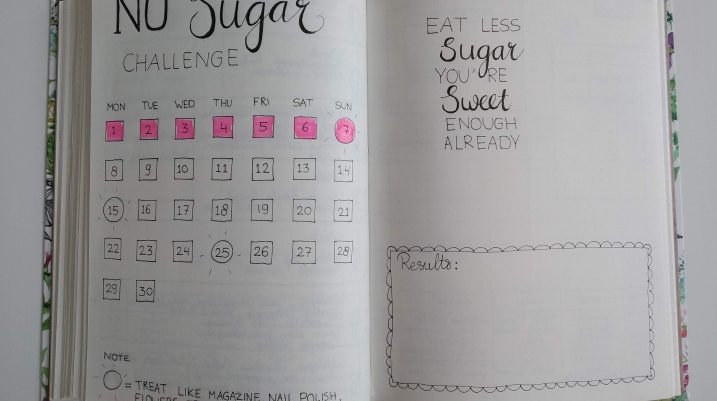 No Sugar
CHALLENGE
MON TUE WED THU FRI SAT SUN
1 2 3 4 5 6 7
8 9 10 11 12 13 14
15 16 17 18 19 20 21
22 23 24 25 26 27 28
29 30
NOTE
= TREAT LIKE MAGAZINE, NAIL POLISH,
FLOWERS
EAT LESS
Sugar
YOU'RE
Sweet
ENOUGH
ALREADY
Results: